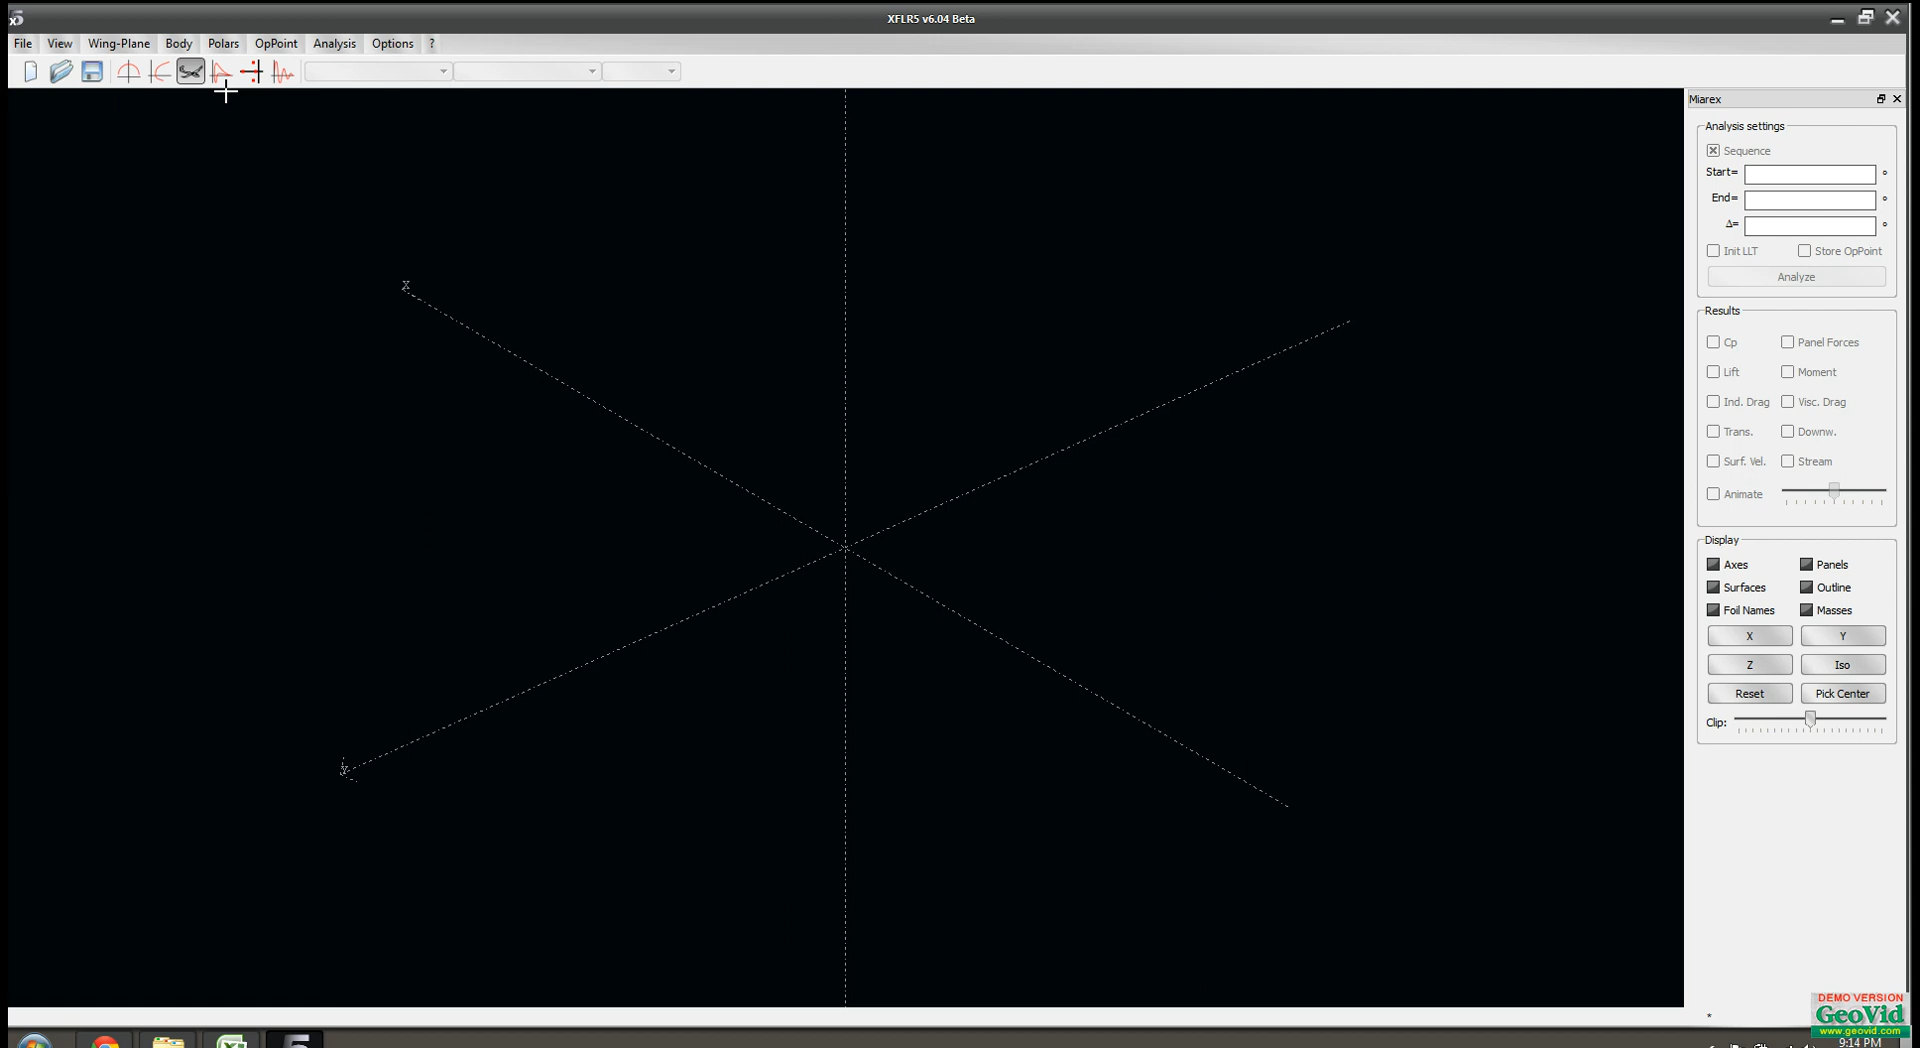 XFLR5 v6.04 Beta
File View Wing-Plane Body Polars OpPoint Analysis Options ?
Miarex
Analysis settings
Sequence
Start= °
End= °
Δ= °
Init LLT Store OpPoint
Analyze
Results
Cp Panel Forces
Lift Moment
Ind. Drag Visc. Drag
Trans. Downw.
Surf. Vel. Stream
Animate
Display
Axes Panels
Surfaces Outline
Foil Names Masses
X Y
Z Iso
Reset Pick Center
Clip:
X
Y
*
DEMO VERSION
GeoVid
www.geovid.com
9:14 PM